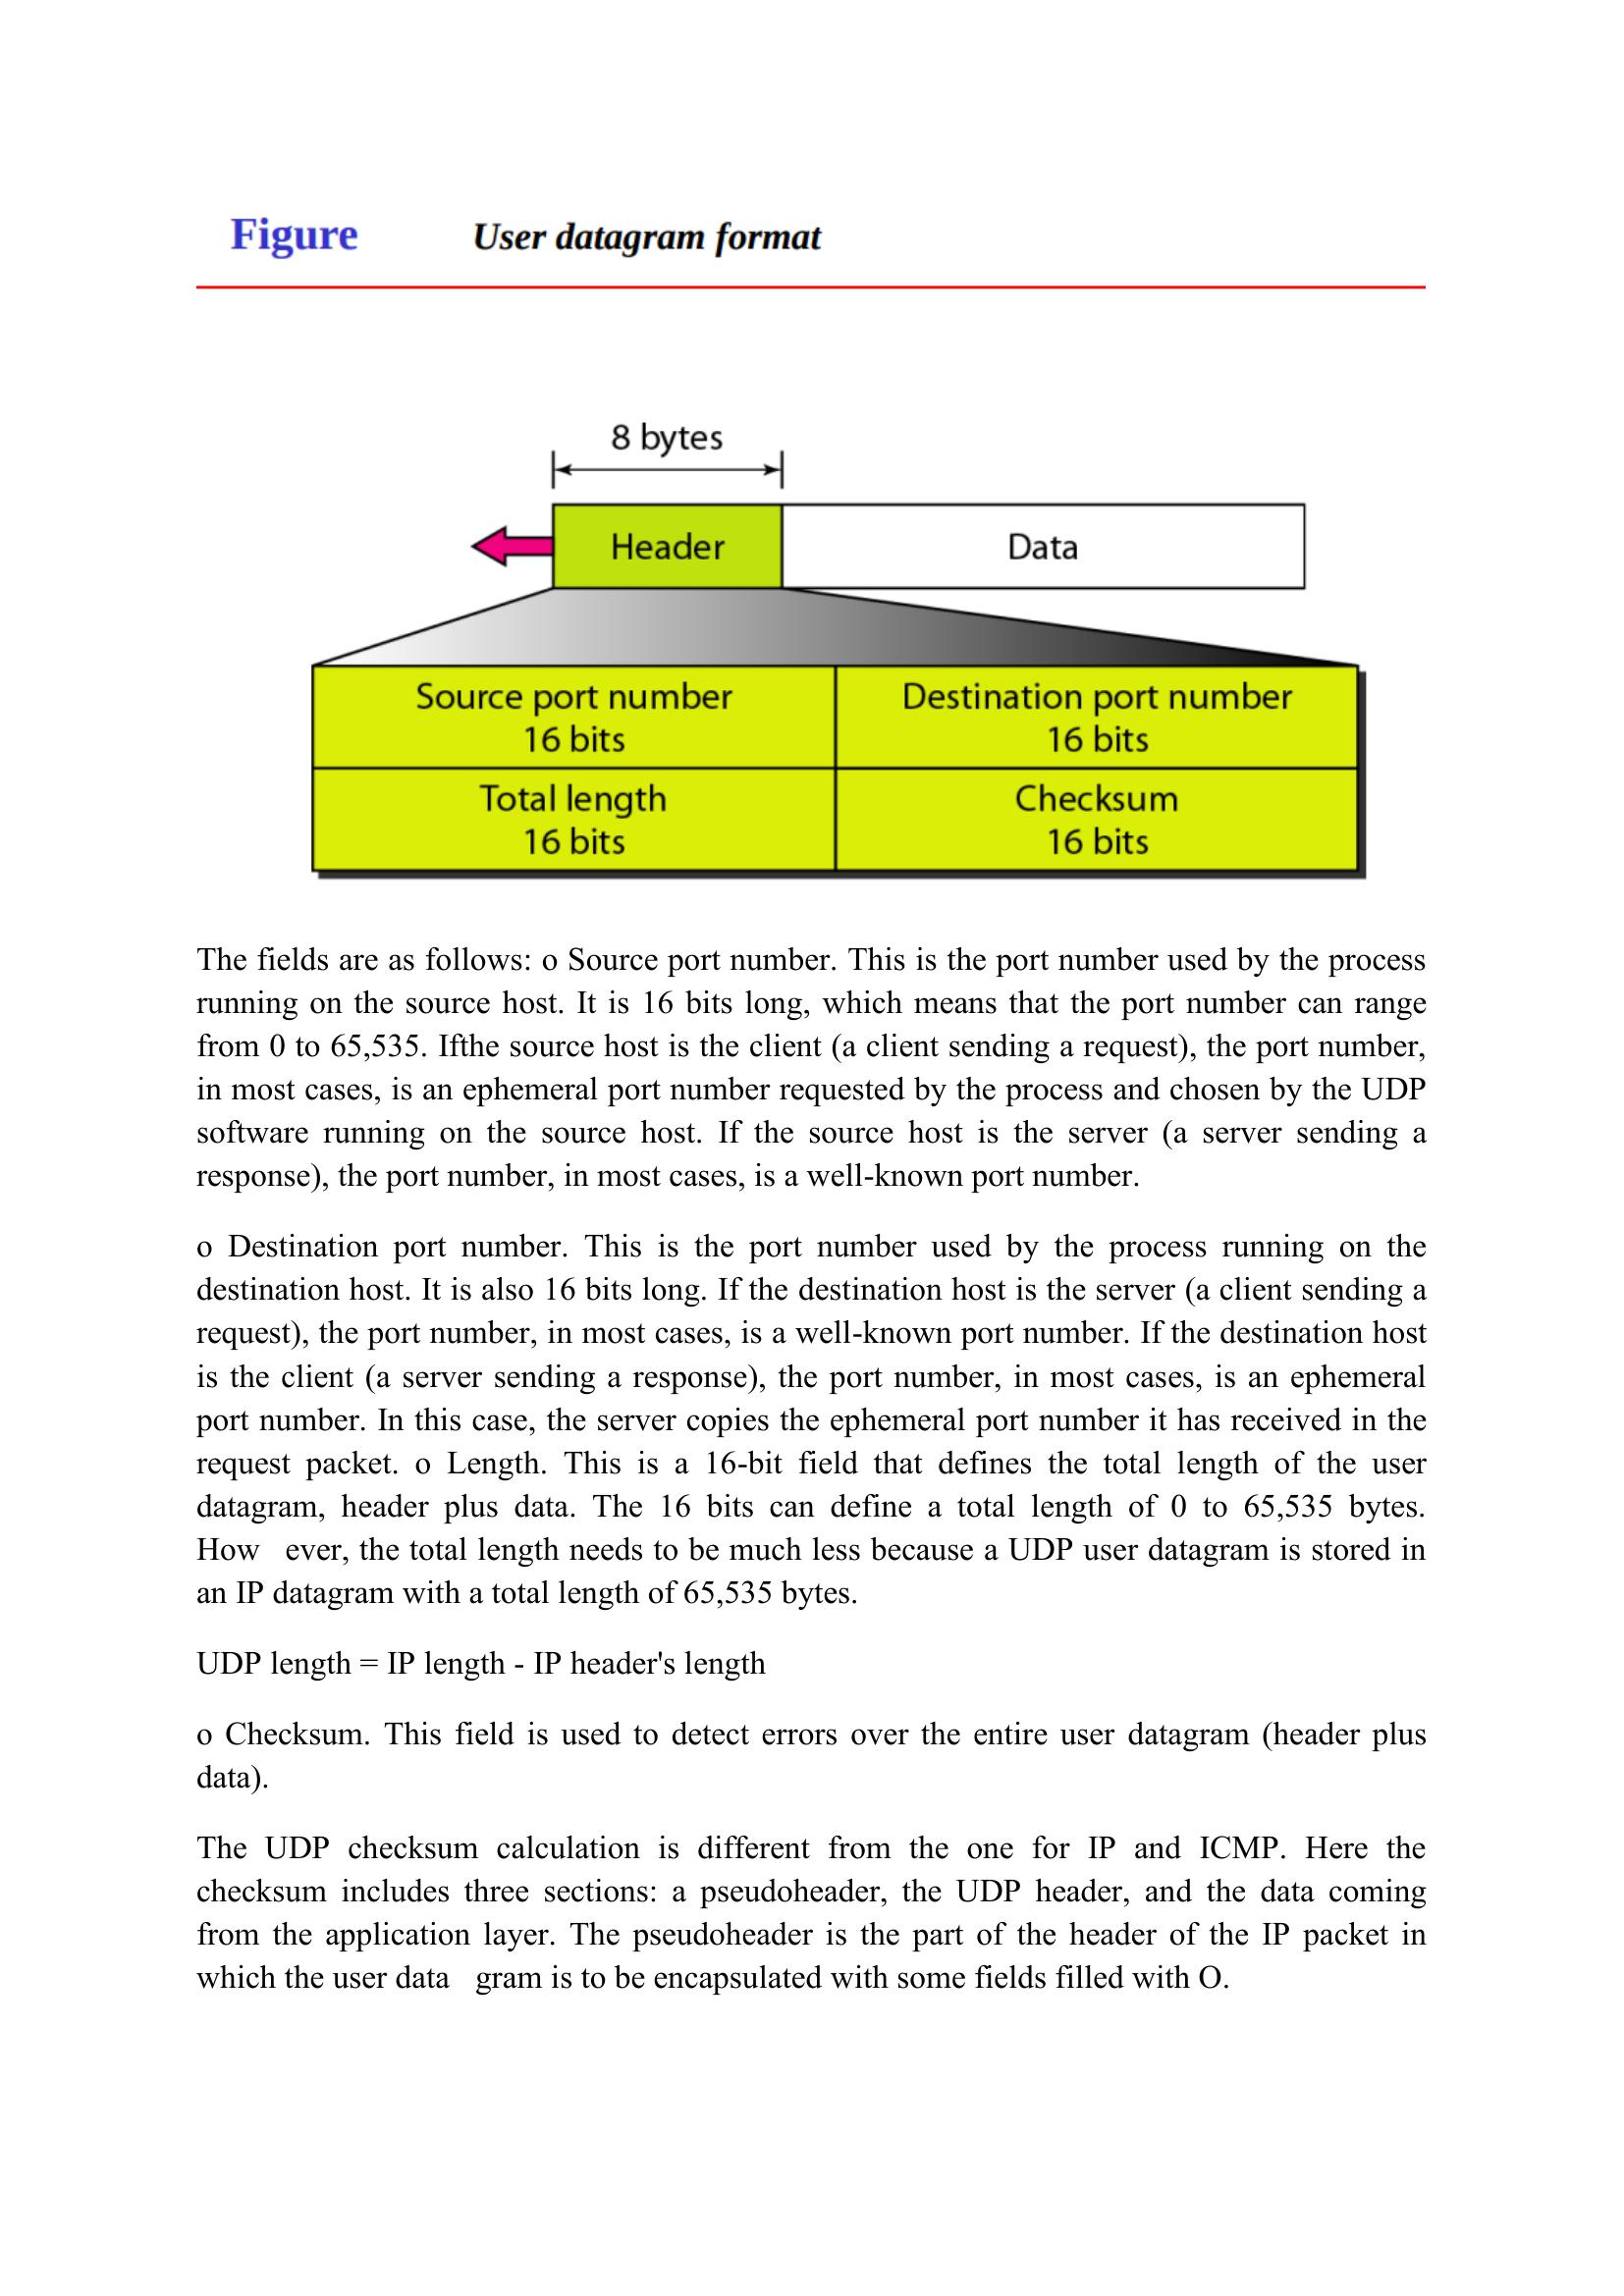 Figure User datagram format
8 bytes
Header Data
Source port number Destination port number
16 bits 16 bits
Total length Checksum
16 bits 16 bits
The fields are as follows: o Source port number. This is the port number used by the process
running on the source host. It is 16 bits long, which means that the port number can range
from 0 to 65,535. Ifthe source host is the client (a client sending a request), the port number,
in most cases, is an ephemeral port number requested by the process and chosen by the UDP
software running on the source host. If the source host is the server (a server sending a
response), the port number, in most cases, is a well-known port number.
o Destination port number. This is the port number used by the process running on the
destination host. It is also 16 bits long. If the destination host is the server (a client sending a
request), the port number, in most cases, is a well-known port number. If the destination host
is the client (a server sending a response), the port number, in most cases, is an ephemeral
port number. In this case, the server copies the ephemeral port number it has received in the
request packet. o Length. This is a 16-bit field that defines the total length of the user
datagram, header plus data. The 16 bits can define a total length of 0 to 65,535 bytes.
How ever, the total length needs to be much less because a UDP user datagram is stored in
an IP datagram with a total length of 65,535 bytes.
UDP length = IP length - IP header's length
o Checksum. This field is used to detect errors over the entire user datagram (header plus
data).
The UDP checksum calculation is different from the one for IP and ICMP. Here the
checksum includes three sections: a pseudoheader, the UDP header, and the data coming
from the application layer. The pseudoheader is the part of the header of the IP packet in
which the user data gram is to be encapsulated with some fields filled with O.